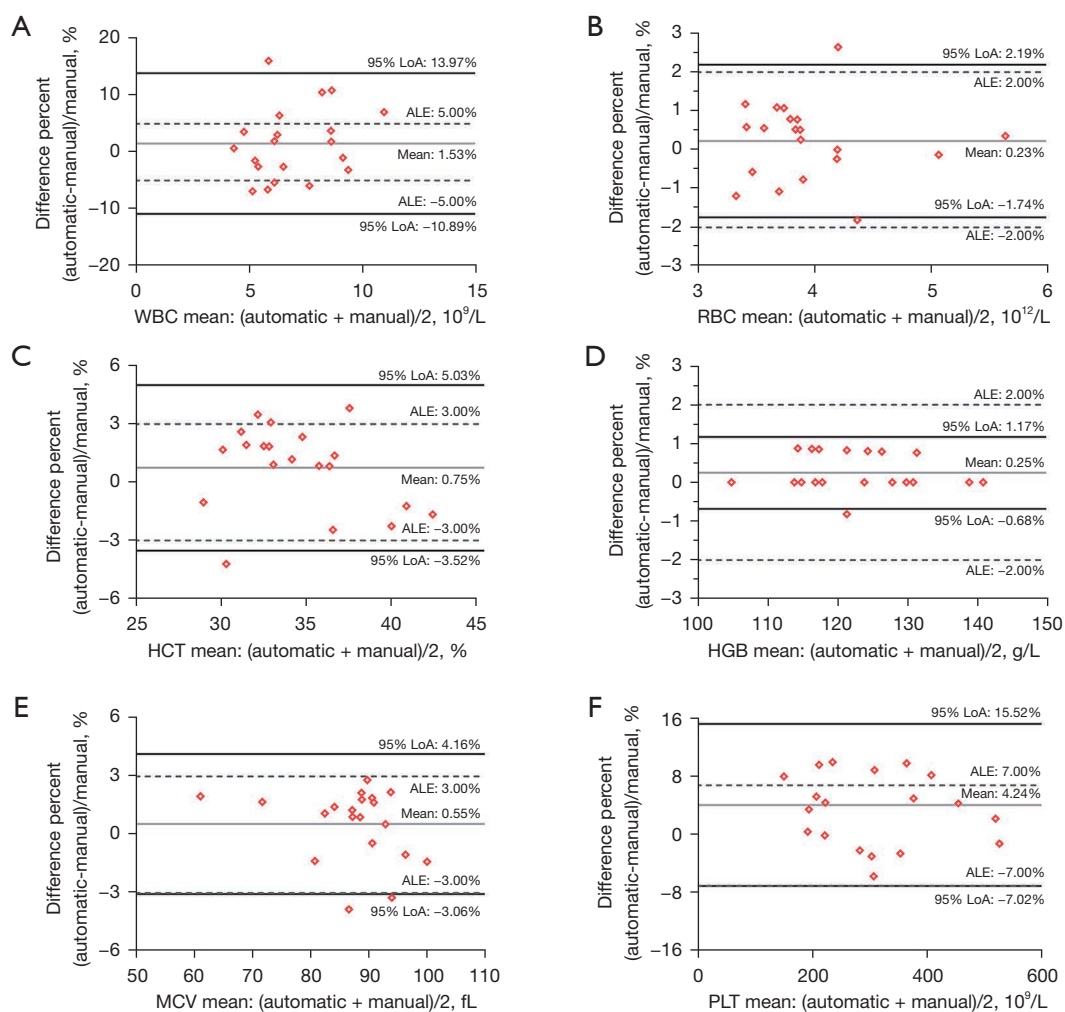 A
Difference percent
(automatic-manual)/manual, %
20
10
0
−10
−20
95% LoA: 13.97%
ALE: 5.00%
Mean: 1.53%
ALE: −5.00%
95% LoA: −10.89%
0 5 10 15
WBC mean: (automatic + manual)/2, 10⁹/L
B
Difference percent
(automatic-manual)/manual, %
3
2
1
0
−1
−2
−3
95% LoA: 2.19%
ALE: 2.00%
Mean: 0.23%
95% LoA: −1.74%
ALE: −2.00%
3 4 5 6
RBC mean: (automatic + manual)/2, 10¹²/L
C
Difference percent
(automatic-manual)/manual, %
6
3
0
−3
−6
95% LoA: 5.03%
ALE: 3.00%
Mean: 0.75%
ALE: −3.00%
95% LoA: −3.52%
25 30 35 40 45
HCT mean: (automatic + manual)/2, %
D
Difference percent
(automatic-manual)/manual, %
3
2
1
0
−1
−2
−3
ALE: 2.00%
95% LoA: 1.17%
Mean: 0.25%
95% LoA: −0.68%
ALE: −2.00%
100 110 120 130 140 150
HGB mean: (automatic + manual)/2, g/L
E
Difference percent
(automatic-manual)/manual, %
6
3
0
−3
−6
95% LoA: 4.16%
ALE: 3.00%
Mean: 0.55%
ALE: −3.00%
95% LoA: −3.06%
50 60 70 80 90 100 110
MCV mean: (automatic + manual)/2, fL
F
Difference percent
(automatic-manual)/manual, %
16
8
0
−8
−16
95% LoA: 15.52%
ALE: 7.00%
Mean: 4.24%
ALE: −7.00%
95% LoA: −7.02%
0 200 400 600
PLT mean: (automatic + manual)/2, 10⁹/L